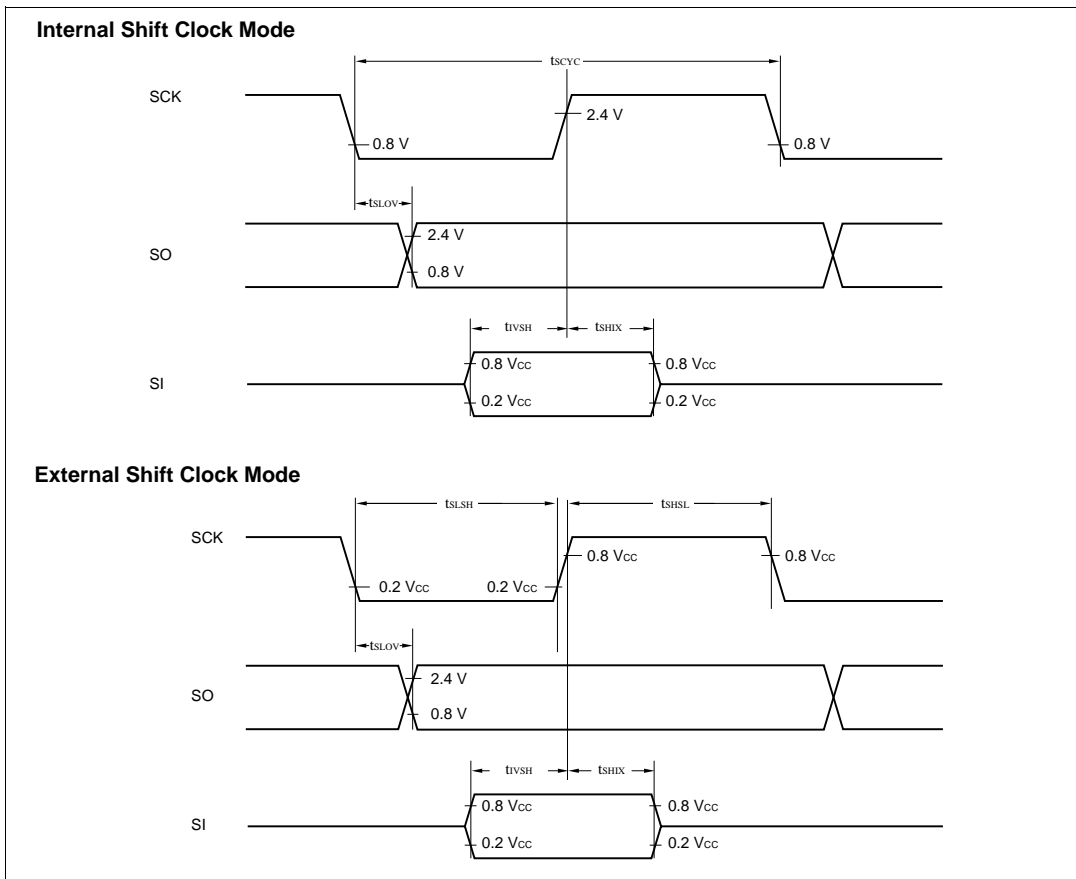 Internal Shift Clock Mode
tSCYC
SCK
2.4 V
0.8 V
0.8 V
tSLOV
2.4 V
SO
0.8 V
tIVSH tSHIX
0.8 VCC 0.8 VCC
SI
0.2 VCC 0.2 VCC
External Shift Clock Mode
tSLSH tSHSL
SCK
0.8 VCC 0.8 VCC
0.2 VCC 0.2 VCC
tSLOV
2.4 V
SO
0.8 V
tIVSH tSHIX
0.8 VCC 0.8 VCC
SI
0.2 VCC 0.2 VCC